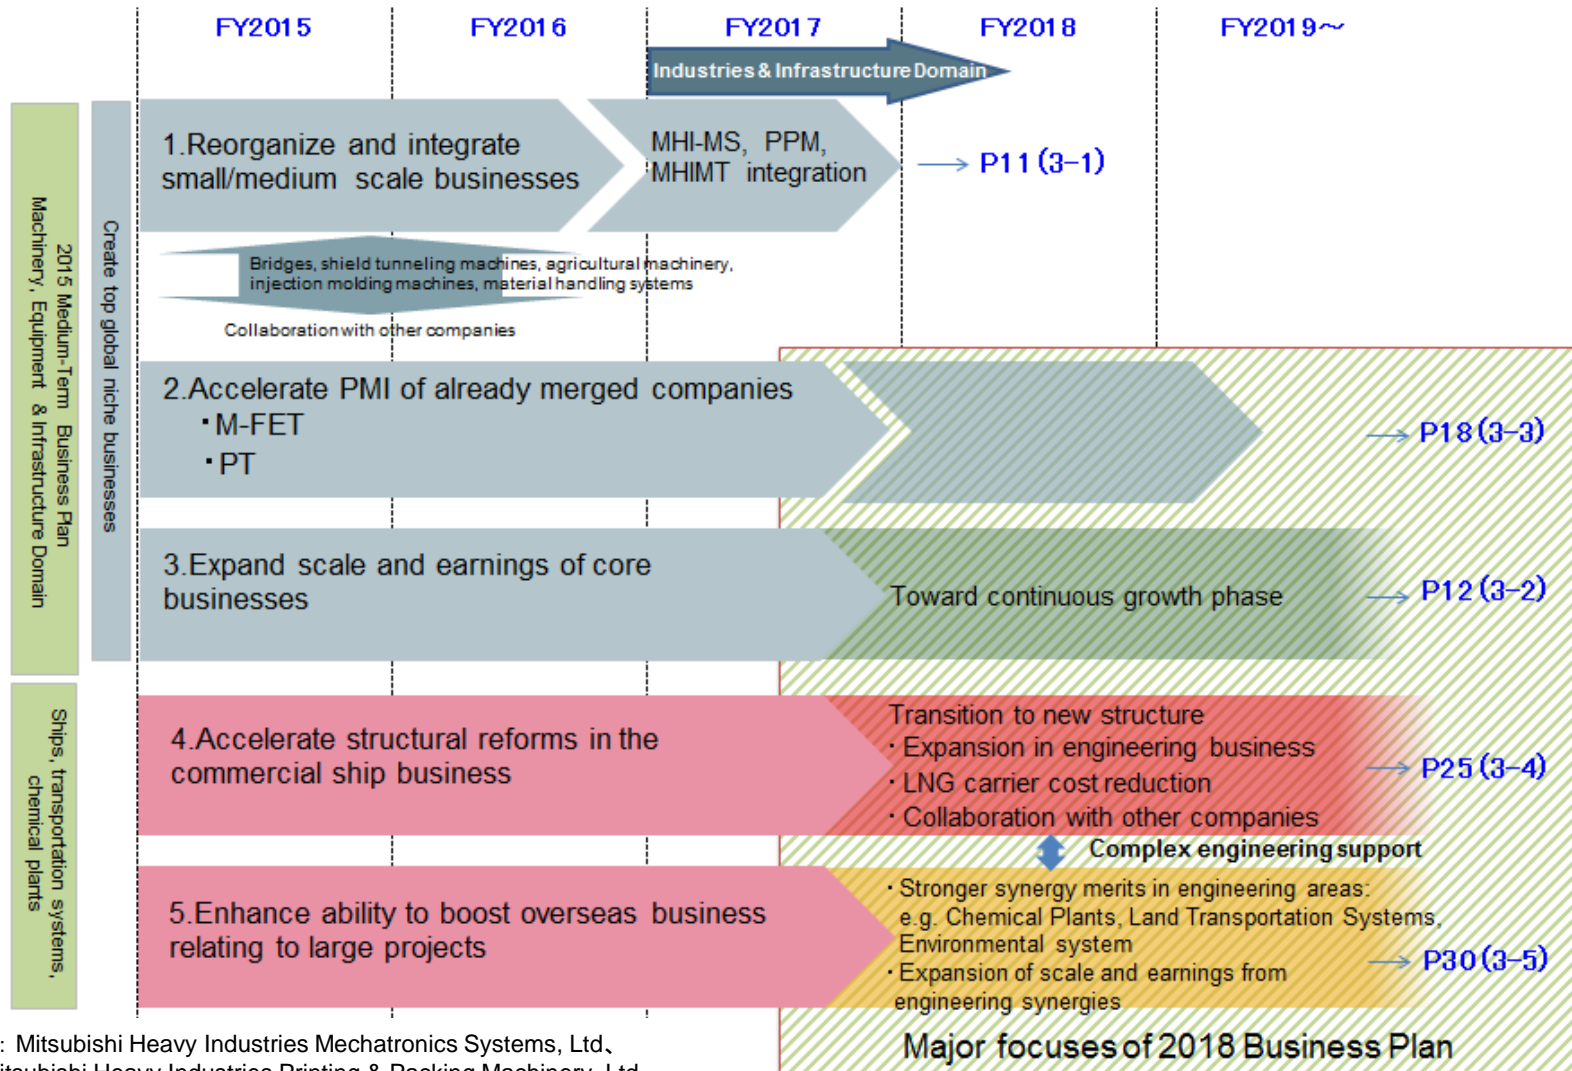 FY2015
FY2016
FY2017
FY2018
FY2019～
Industries & Infrastructure Domain
2015 Medium-Term Business Plan
Machinery, Equipment & Infrastructure Domain
Create top global niche businesses
1.Reorganize and integrate
small/medium scale businesses
MHI-MS, PPM,
MHIMT integration
→ P11(3-1)
Bridges, shield tunneling machines, agricultural machinery,
injection molding machines, material handling systems
Collaboration with other companies
2.Accelerate PMI of already merged companies
・M-FET
・PT
→ P18(3-3)
3.Expand scale and earnings of core
businesses
Toward continuous growth phase
→ P12(3-2)
Ships, transportation systems,
chemical plants
4.Accelerate structural reforms in the
commercial ship business
Transition to new structure
・Expansion in engineering business
・LNG carrier cost reduction
・Collaboration with other companies
→ P25(3-4)
Complex engineering support
5.Enhance ability to boost overseas business
relating to large projects
・Stronger synergy merits in engineering areas:
e.g. Chemical Plants, Land Transportation Systems,
Environmental system
・Expansion of scale and earnings from
engineering synergies
→ P30(3-5)
Major focuses of 2018 Business Plan
: Mitsubishi Heavy Industries Mechatronics Systems, Ltd、
itsubishi Heavy Industries Printing & Packing Machinery, Ltd